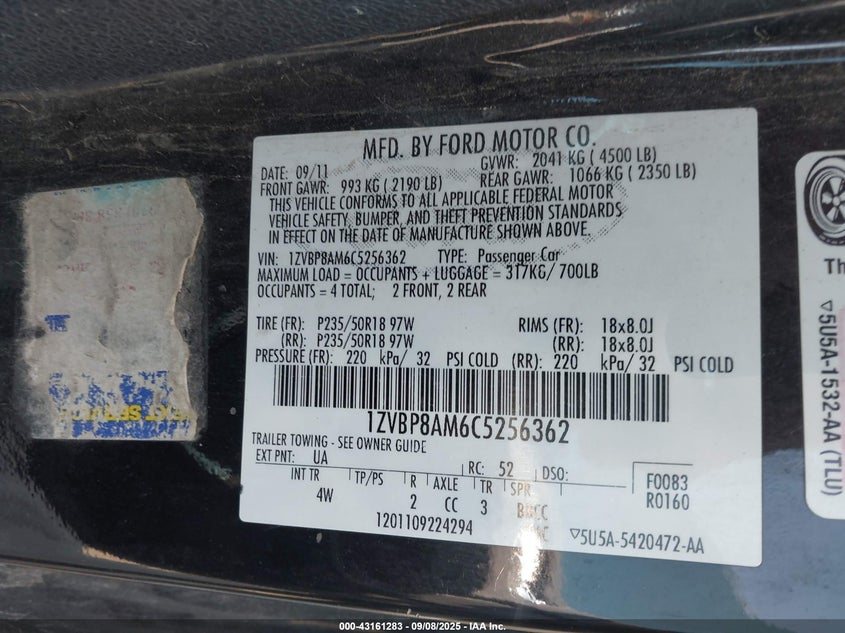 MFD. BY FORD MOTOR CO.
DATE: 09/11 GVWR: 2041 KG ( 4500 LB)
FRONT GAWR: 993 KG ( 2190 LB) REAR GAWR: 1066 KG ( 2350 LB)
THIS VEHICLE CONFORMS TO ALL APPLICABLE FEDERAL MOTOR
VEHICLE SAFETY, BUMPER, AND THEFT PREVENTION STANDARDS
IN EFFECT ON THE DATE OF MANUFACTURE SHOWN ABOVE.
VIN: 1ZVBP8AM6C5256362 TYPE: Passenger Car
MAXIMUM LOAD = OCCUPANTS + LUGGAGE = 317KG/ 700LB
OCCUPANTS = 4 TOTAL; 2 FRONT, 2 REAR
TIRE (FR): P235/50R18 97W RIMS (FR): 18x8.0J
(RR): P235/50R18 97W (RR): 18x8.0J
PRESSURE (FR): 220 kPa/ 32 PSI COLD (RR): 220 kPa/ 32 PSI COLD
1ZVBP8AM6C5256362
TRAILER TOWING - SEE OWNER GUIDE
EXT PNT: UA RC: 52 DSO: F0083
INT TR TP/PS R AXLE TR SPR R0160
4W 2 CC 3
1201109224294
▽5U5A-5420472-AA
Th
▽5U5A-1532-AA (TLU)
000-43161283 - 09/08/2025 - IAA Inc.